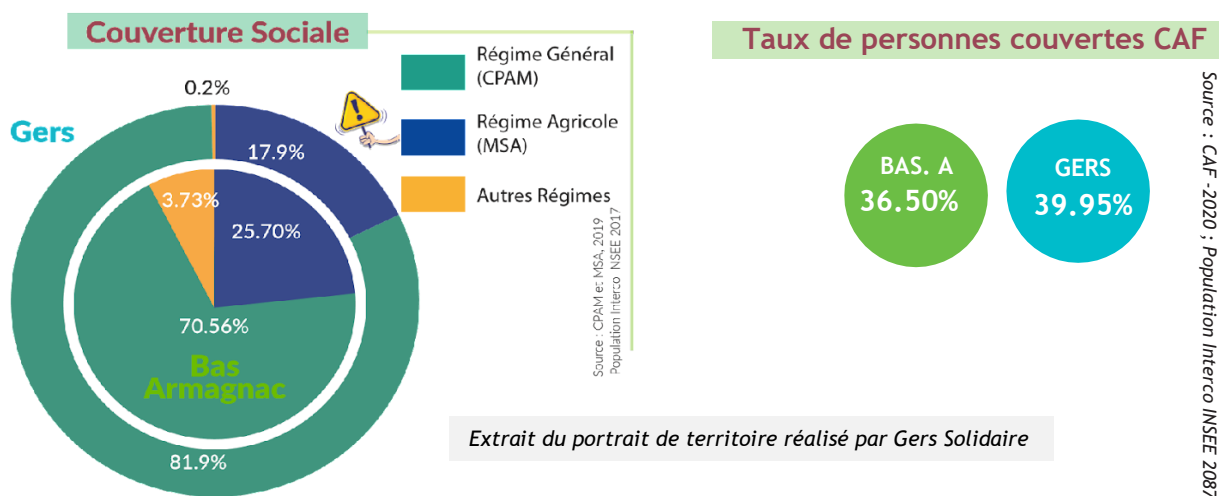 Couverture Sociale
Gers
0.2%
17.9%
3.73%
25.70%
70.56%
Bas
Armagnac
81.9%
Régime Général
(CPAM)
Régime Agricole
(MSA)
Autres Régimes
Source : CPAM et MSA, 2019
Population Interco INSEE 2017
Taux de personnes couvertes CAF
BAS. A
36.50%
GERS
39.95%
Source : CAF -2020 ; Population Interco INSEE 2087
Extrait du portrait de territoire réalisé par Gers Solidaire